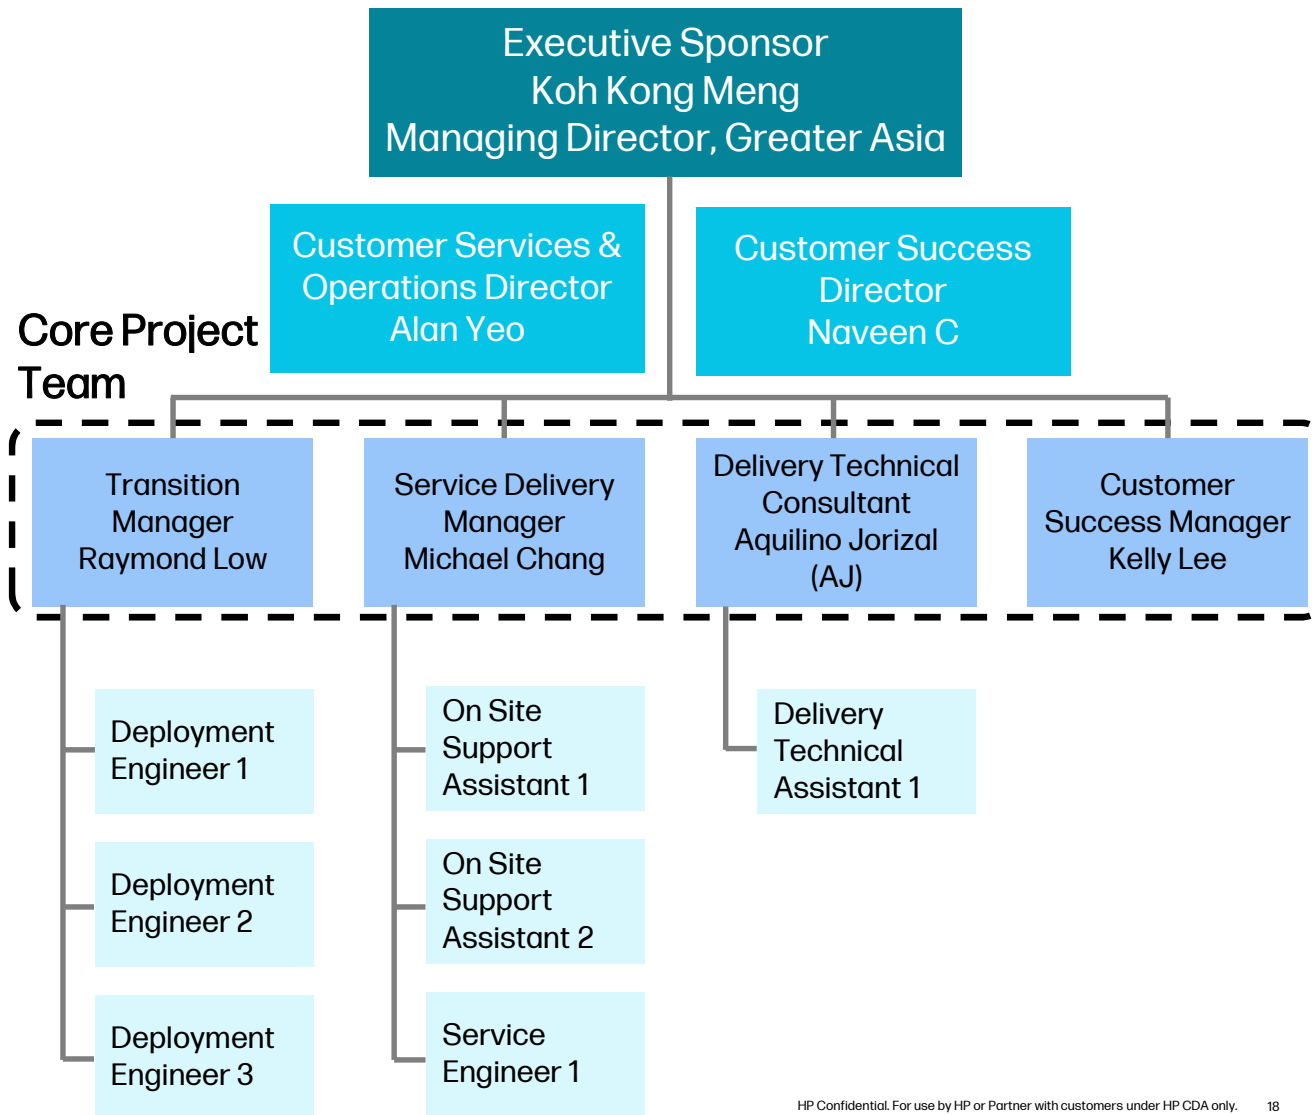 Executive Sponsor
Koh Kong Meng
Managing Director, Greater Asia
Customer Services &
Operations Director
Alan Yeo
Customer Success
Director
Naveen C
Core Project
Team
Transition
Manager
Raymond Low
Service Delivery
Manager
Michael Chang
Delivery Technical
Consultant
Aquilino Jorizal
(AJ)
Customer
Success Manager
Kelly Lee
Deployment
Engineer 1
Deployment
Engineer 2
Deployment
Engineer 3
On Site
Support
Assistant 1
On Site
Support
Assistant 2
Service
Engineer 1
Delivery
Technical
Assistant 1
HP Confidential. For use by HP or Partner with customers under HP CDA only. 18